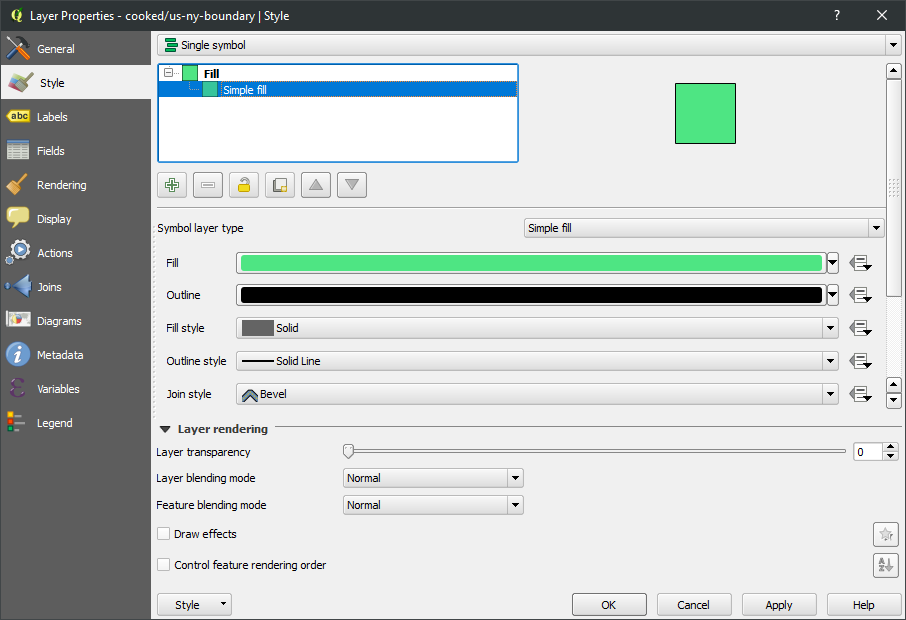 Layer Properties - cooked/us-ny-boundary | Style
General
Style
abc Labels
Fields
Rendering
Display
Actions
Joins
Diagrams
Metadata
Variables
Legend
Single symbol
Fill
Simple fill
Symbol layer type Simple fill
Fill
Outline
Fill style Solid
Outline style Solid Line
Join style Bevel
Layer rendering
Layer transparency 0
Layer blending mode Normal
Feature blending mode Normal
Draw effects
Control feature rendering order
Style OK Cancel Apply Help